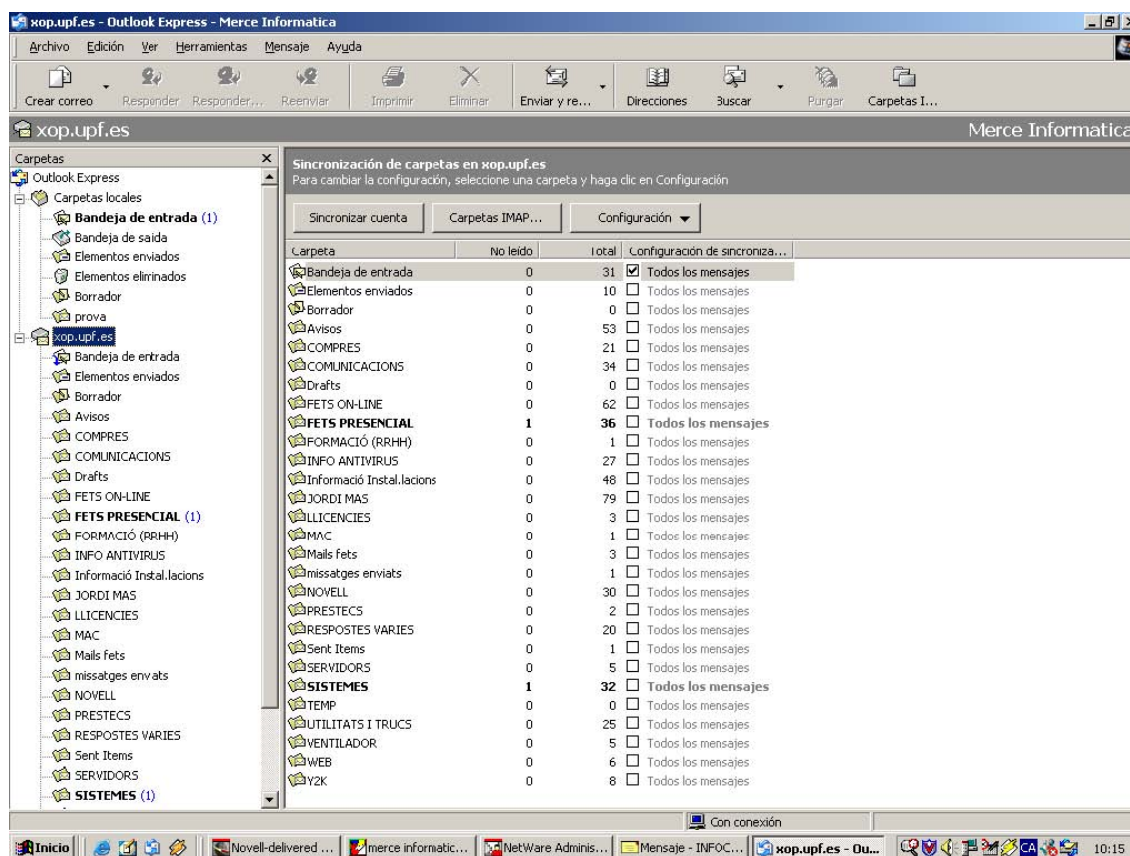 xop.upf.es - Outlook Express - Merce Informatica
Archivo Edición Ver Herramientas Mensaje Ayuda
Crear correo Responder Responder... Reenviar Imprimir Eliminar Enviar y re... Direcciones Buscar Purgar Carpetas I...
xop.upf.es Merce Informatica
Carpetas
Outlook Express
Carpetas locales
Bandeja de entrada (1)
Bandeja de salida
Elementos enviados
Elementos eliminados
Borrador
prova
xop.upf.es
Bandeja de entrada
Elementos enviados
Borrador
Avisos
COMPRES
COMUNICACIONS
Drafts
FETS ON-LINE
FETS PRESENCIAL (1)
FORMACIÓ (RRHH)
INFO ANTIVIRUS
Informació Instal.lacions
JORDI MAS
LLICENCIES
MAC
Mails fets
missatges enviats
NOVELL
PRESTECS
RESPOSTES VARIES
Sent Items
SERVIDORS
SISTEMES (1)
Sincronización de carpetas en xop.upf.es
Para cambiar la configuración, seleccione una carpeta y haga clic en Configuración
Sincronizar cuenta Carpetas IMAP... Configuración
Carpeta No leído Total Configuración de sincroniza...
Bandeja de entrada 0 31 Todos los mensajes
Elementos enviados 0 10 Todos los mensajes
Borrador 0 0 Todos los mensajes
Avisos 0 53 Todos los mensajes
COMPRES 0 21 Todos los mensajes
COMUNICACIONS 0 34 Todos los mensajes
Drafts 0 0 Todos los mensajes
FETS ON-LINE 0 62 Todos los mensajes
FETS PRESENCIAL 1 36 Todos los mensajes
FORMACIÓ (RRHH) 0 1 Todos los mensajes
INFO ANTIVIRUS 0 27 Todos los mensajes
Informació Instal.lacions 0 48 Todos los mensajes
JORDI MAS 0 79 Todos los mensajes
LLICENCIES 0 3 Todos los mensajes
MAC 0 1 Todos los mensajes
Mails fets 0 3 Todos los mensajes
missatges enviats 0 1 Todos los mensajes
NOVELL 0 30 Todos los mensajes
PRESTECS 0 2 Todos los mensajes
RESPOSTES VARIES 0 20 Todos los mensajes
Sent Items 0 1 Todos los mensajes
SERVIDORS 0 5 Todos los mensajes
SISTEMES 1 32 Todos los mensajes
TEMP 0 0 Todos los mensajes
UTILITATS I TRUCS 0 25 Todos los mensajes
VENTILADOR 0 5 Todos los mensajes
WEB 0 6 Todos los mensajes
Y2K 0 8 Todos los mensajes
Con conexión
Inicio Novell-delivered ... merce informatic... NetWare Adminis... Mensaje - INFOC... xop.upf.es - Ou... CA 10:15